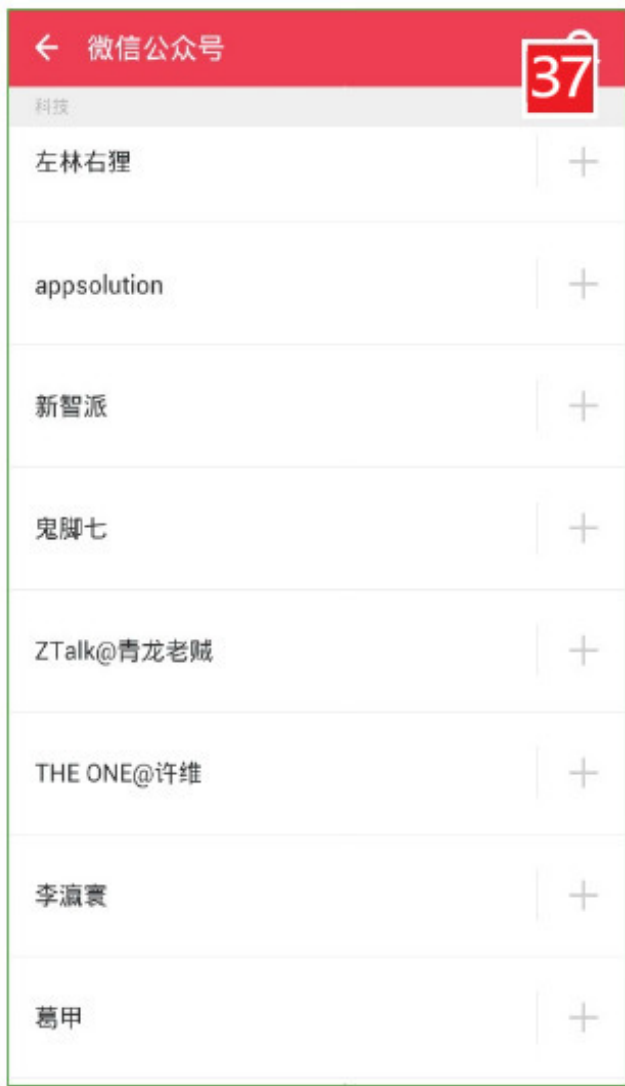 微信公众号
37
科技
左林右狸
appsolution
新智派
鬼脚七
ZTalk@青龙老贼
THE ONE@许维
李瀛寰
葛甲